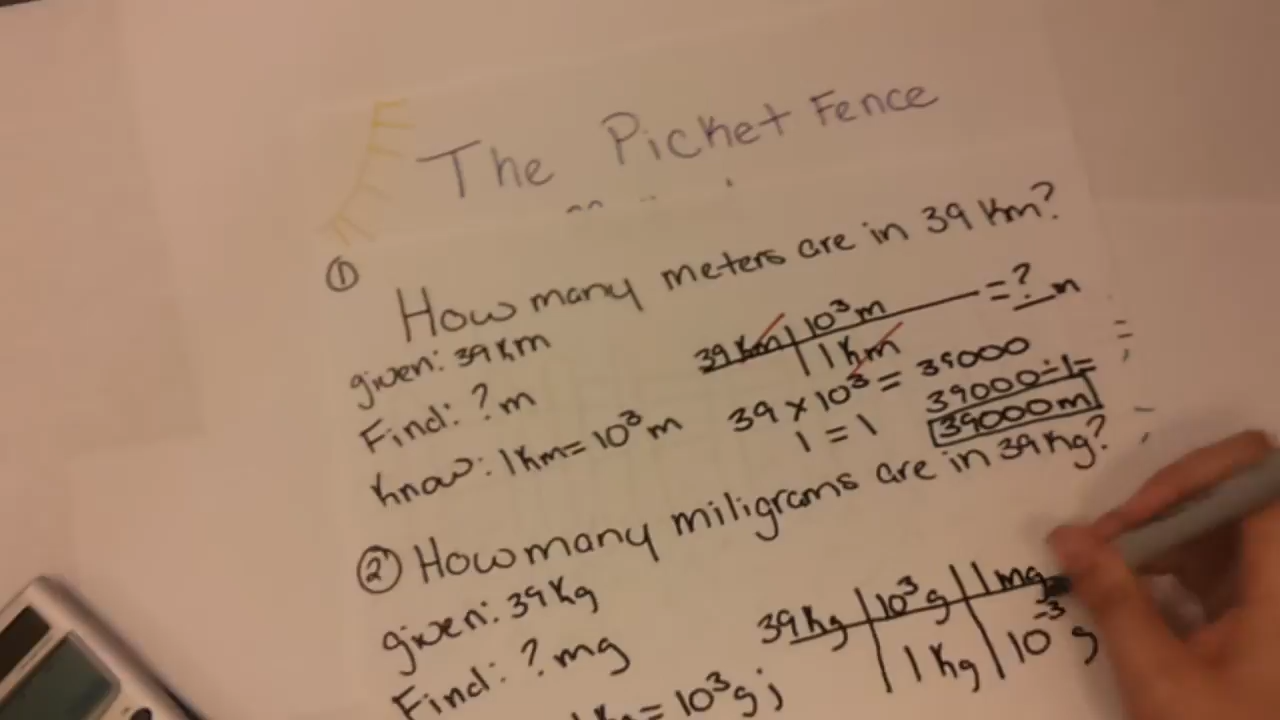 The Picket Fence
① How many meters are in 39 Km?
given: 39 Km
Find: ? m
Know: 1 Km = 10³ m
39 Km | 10³ m = ? m
1 Km
39 × 10³ = 39000
1 = 1
39000 ÷ 1 =
39000 m
② How many miligrams are in 39 Kg?
given: 39 Kg
Find: ? mg
39 Kg | 10³ g | 1 mg
1 Kg | 10⁻³ g
= 10³ g ;